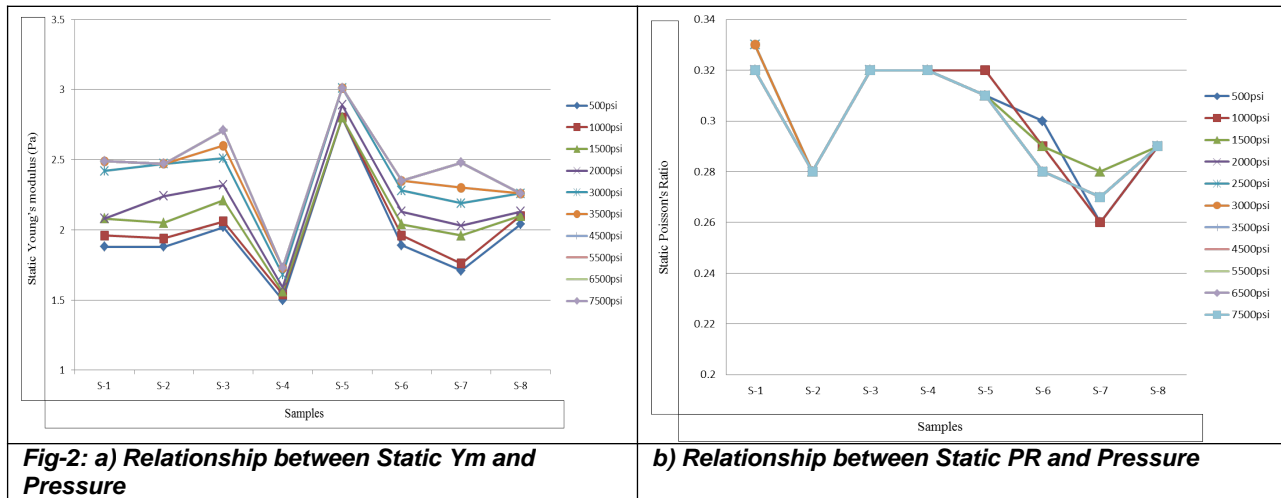 3.5
3
2.5
2
1.5
1
Static Young's modulus (Pa)
S-1 S-2 S-3 S-4 S-5 S-6 S-7 S-8
Samples
500psi
1000psi
1500psi
2000psi
3000psi
3500psi
4500psi
5500psi
6500psi
7500psi
Fig-2: a) Relationship between Static Ym and
Pressure
0.34
0.32
0.3
0.28
0.26
0.24
0.22
0.2
Static Poisson's Ratio
S-1 S-2 S-3 S-4 S-5 S-6 S-7 S-8
Samples
500psi
1000psi
1500psi
2000psi
2500psi
3000psi
3500psi
4500psi
5500psi
6500psi
7500psi
b) Relationship between Static PR and Pressure